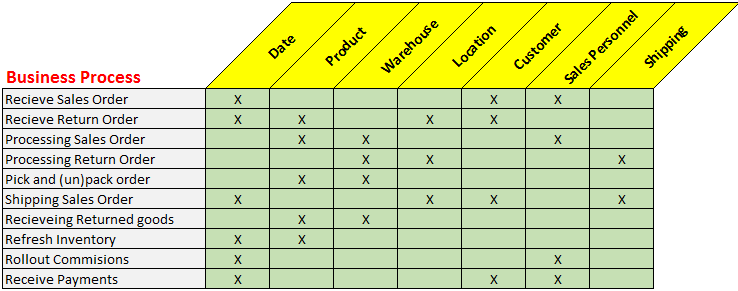 Date
Product
Warehouse
Location
Customer
Sales Personnel
Shipping
Business Process
Recieve Sales Order X X X
Recieve Return Order X X X X
Processing Sales Order X X X
Processing Return Order X X X
Pick and (un)pack order X X
Shipping Sales Order X X X X
Recieveing Returned goods X X
Refresh Inventory X X
Rollout Commisions X X
Receive Payments X X X